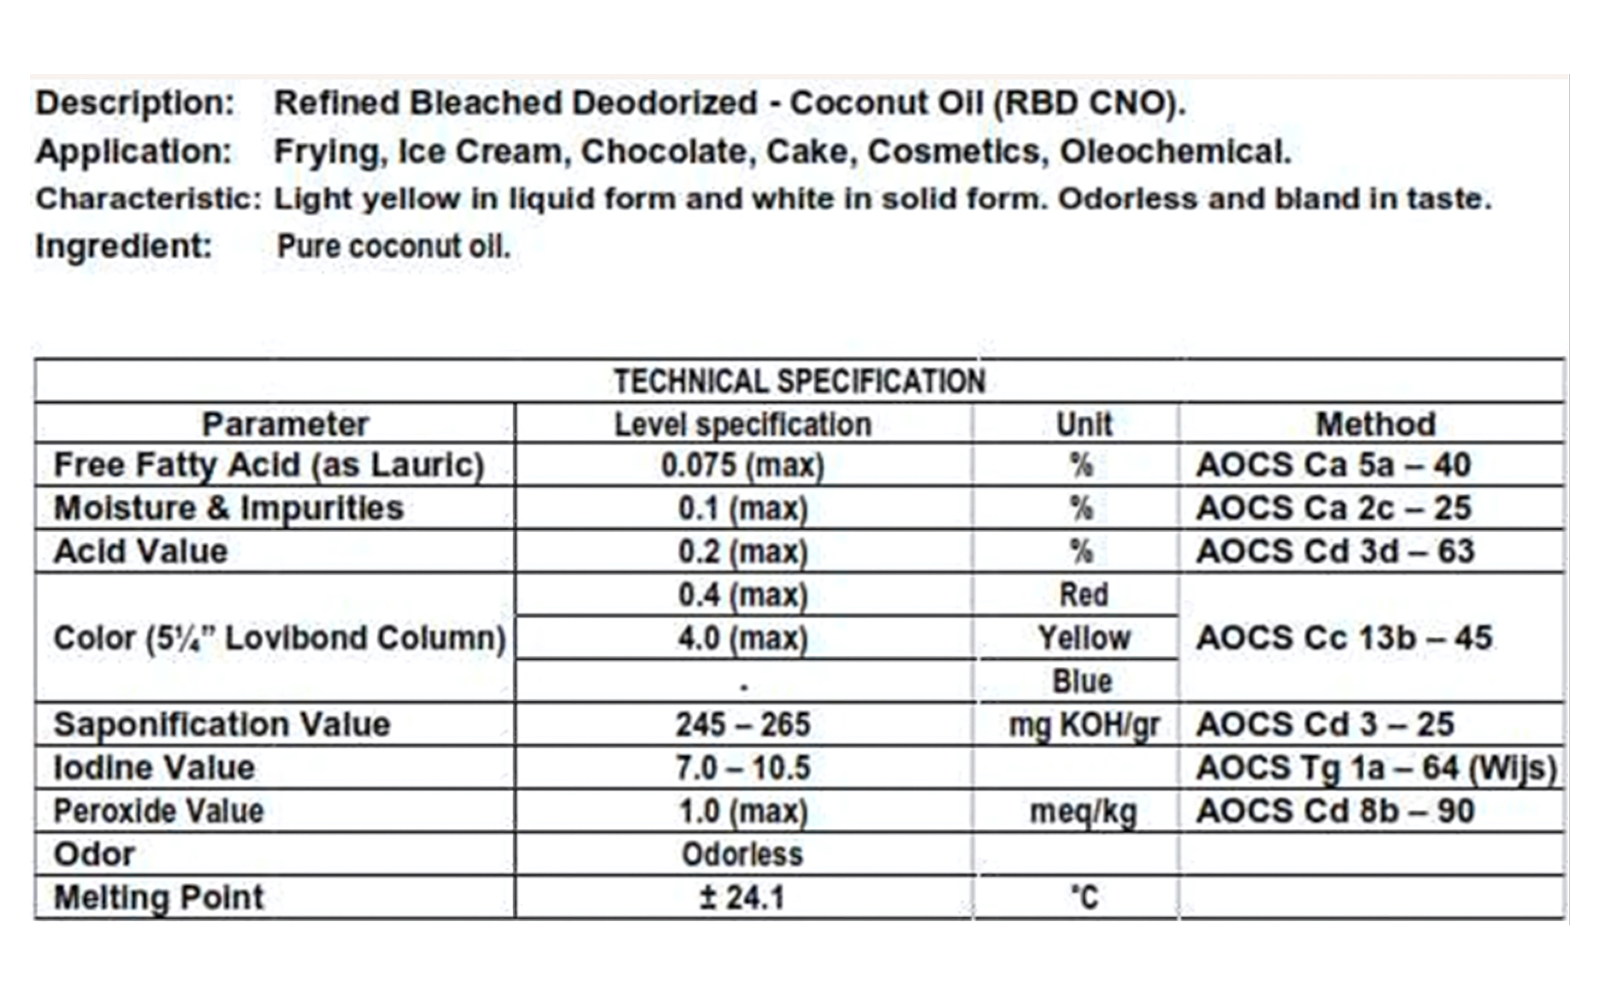 Description: Refined Bleached Deodorized - Coconut Oil (RBD CNO).
Application: Frying, Ice Cream, Chocolate, Cake, Cosmetics, Oleochemical.
Characteristic: Light yellow in liquid form and white in solid form. Odorless and bland in taste.
Ingredient: Pure coconut oil.
TECHNICAL SPECIFICATION
Parameter Level specification Unit Method
Free Fatty Acid (as Lauric) 0.075 (max) % AOCS Ca 5a – 40
Moisture & Impurities 0.1 (max) % AOCS Ca 2c – 25
Acid Value 0.2 (max) % AOCS Cd 3d – 63
0.4 (max) Red
Color (5¼” Lovibond Column) 4.0 (max) Yellow AOCS Cc 13b – 45
- Blue
Saponification Value 245 – 265 mg KOH/gr AOCS Cd 3 – 25
Iodine Value 7.0 – 10.5 AOCS Tg 1a – 64 (Wijs)
Peroxide Value 1.0 (max) meq/kg AOCS Cd 8b – 90
Odor Odorless
Melting Point ± 24.1 °C